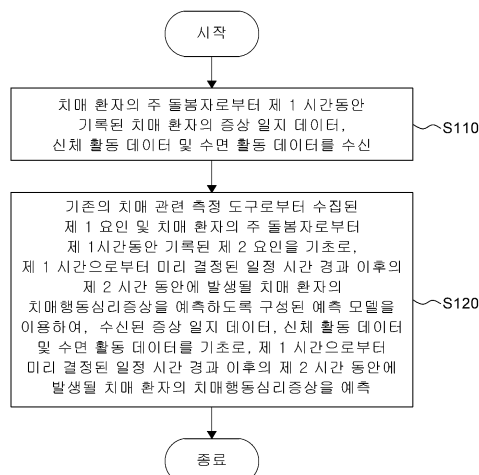 시작
치매 환자의 주 돌봄자로부터 제 1 시간동안
기록된 치매 환자의 증상 일지 데이터,
신체 활동 데이터 및 수면 활동 데이터를 수신
S110
기존의 치매 관련 측정 도구로부터 수집된
제 1 요인 및 치매 환자의 주 돌봄자로부터
제 1시간동안 기록된 제 2 요인을 기초로,
제 1 시간으로부터 미리 결정된 일정 시간 경과 이후의
제 2 시간 동안에 발생될 치매 환자의
치매행동심리증상을 예측하도록 구성된 예측 모델을
이용하여, 수신된 증상 일지 데이터, 신체 활동 데이터
및 수면 활동 데이터를 기초로, 제 1 시간으로부터
미리 결정된 일정 시간 경과 이후의 제 2 시간 동안에
발생될 치매 환자의 치매행동심리증상을 예측
S120
종료